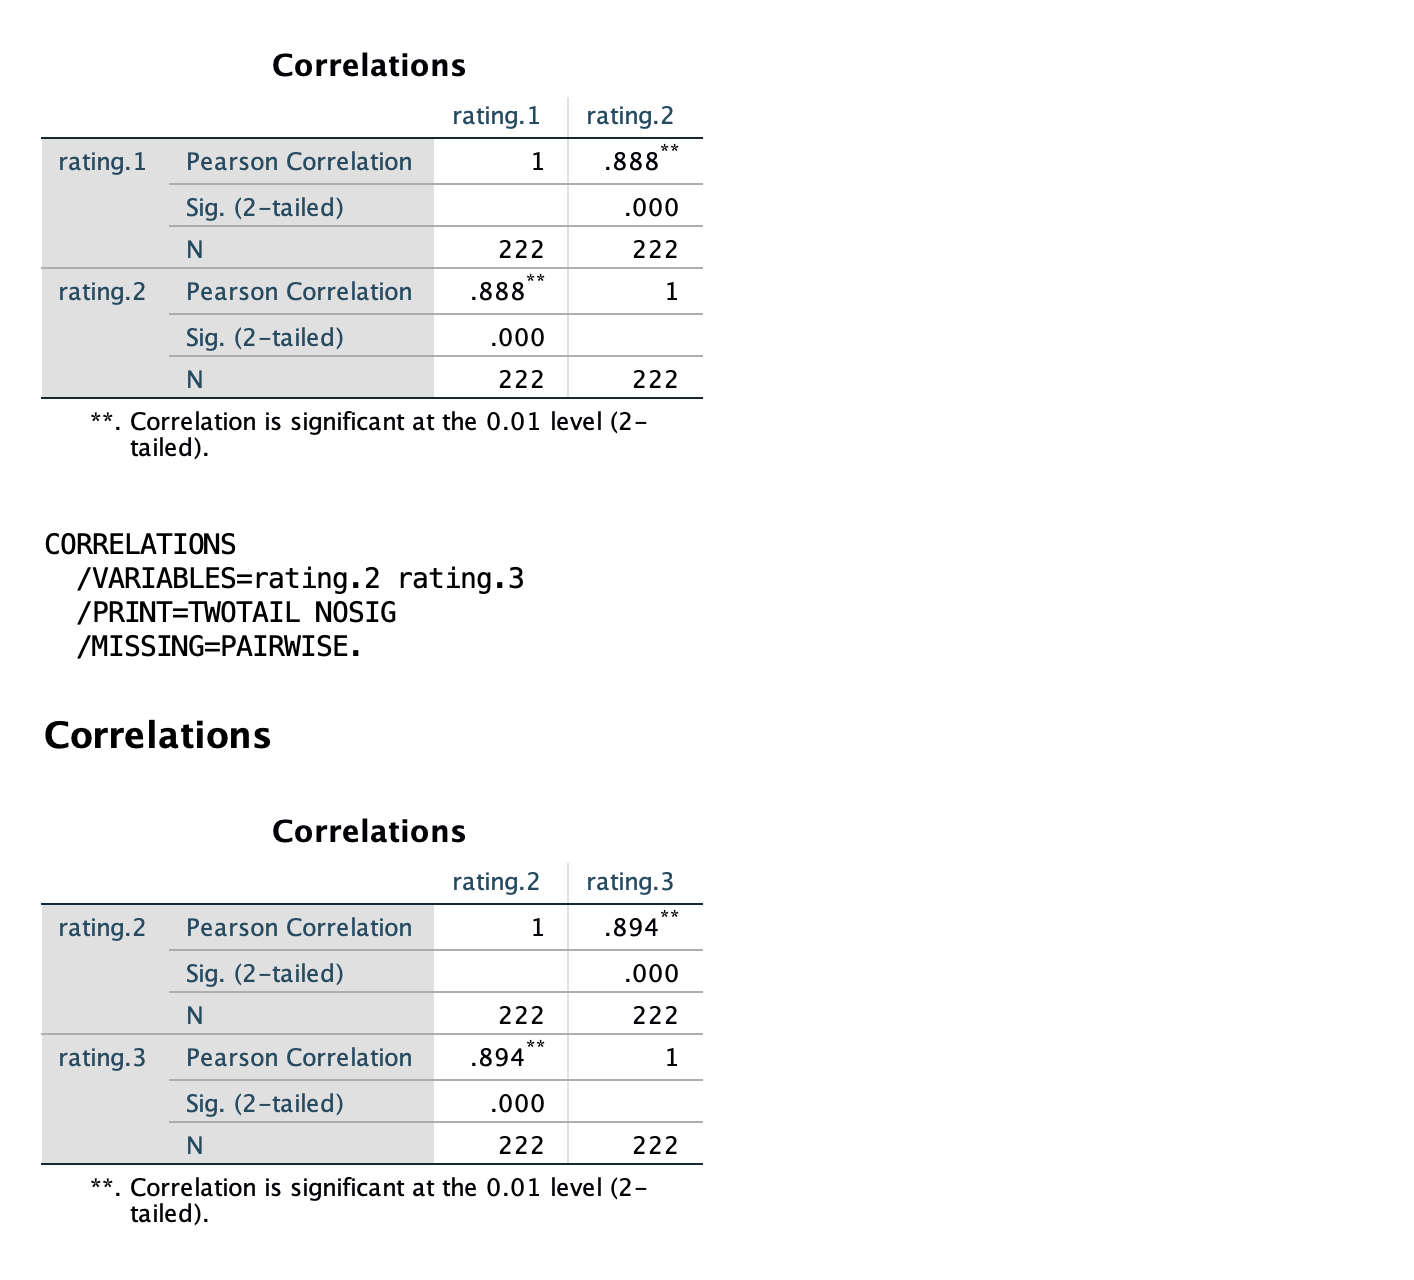 Correlations
rating.1 rating.2
rating.1 Pearson Correlation 1 .888**
Sig. (2-tailed) .000
N 222 222
rating.2 Pearson Correlation .888** 1
Sig. (2-tailed) .000
N 222 222
**. Correlation is significant at the 0.01 level (2-
tailed).
CORRELATIONS
/VARIABLES=rating.2 rating.3
/PRINT=TWOTAIL NOSIG
/MISSING=PAIRWISE.
Correlations
Correlations
rating.2 rating.3
rating.2 Pearson Correlation 1 .894**
Sig. (2-tailed) .000
N 222 222
rating.3 Pearson Correlation .894** 1
Sig. (2-tailed) .000
N 222 222
**. Correlation is significant at the 0.01 level (2-
tailed).